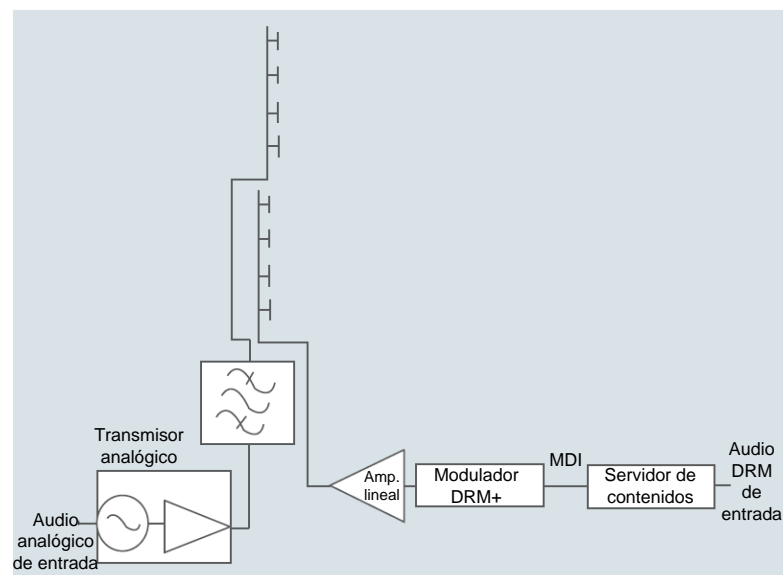 Transmisor
analógico
Audio
analógico
de entrada
Amp.
lineal
Modulador
DRM+
MDI
Servidor de
contenidos
Audio
DRM
de
entrada